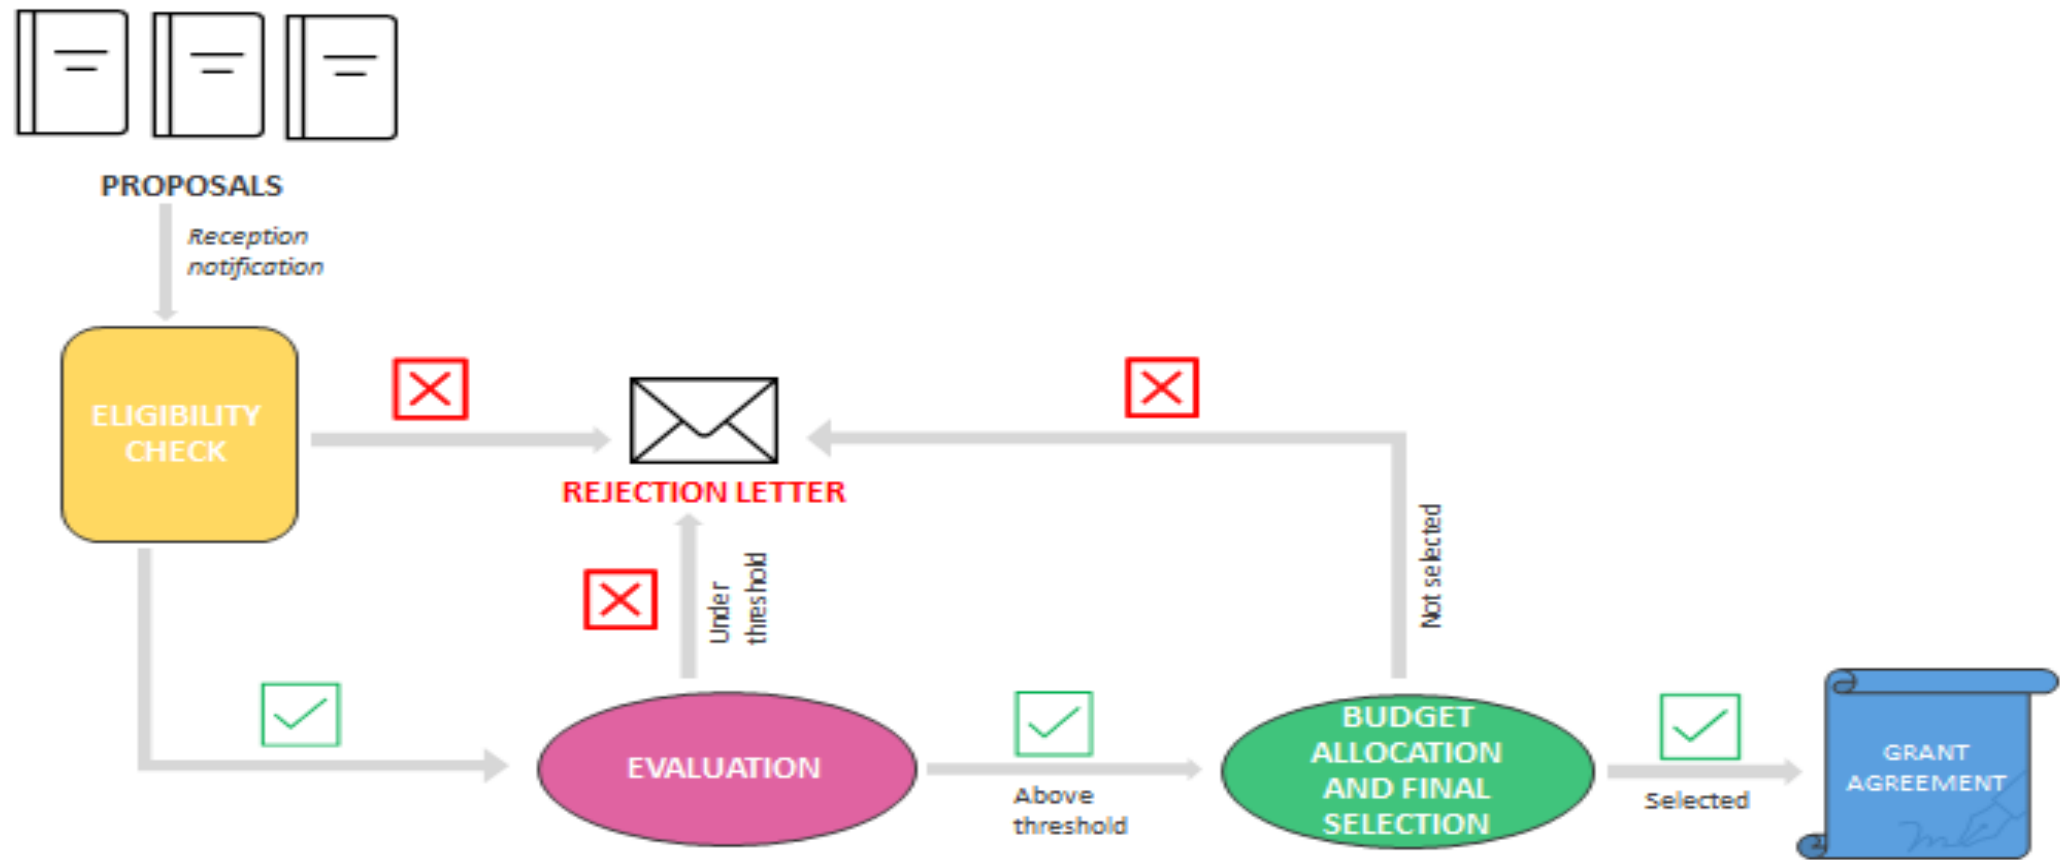 PROPOSALS
Reception
notification
ELIGIBILITY
CHECK
REJECTION LETTER
Under
threshold
Not selected
EVALUATION
Above
threshold
BUDGET
ALLOCATION
AND FINAL
SELECTION
Selected
GRANT
AGREEMENT